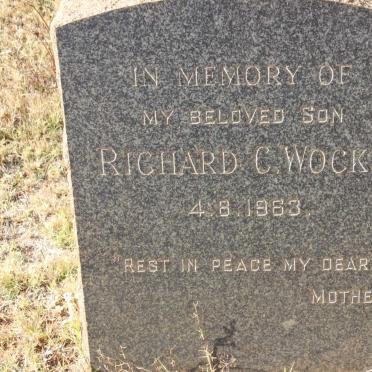 IN MEMORY OF
MY BELOVED SON
RICHARD C. WOCK
4.8.1963.
"REST IN PEACE MY DEAR
MOTHE